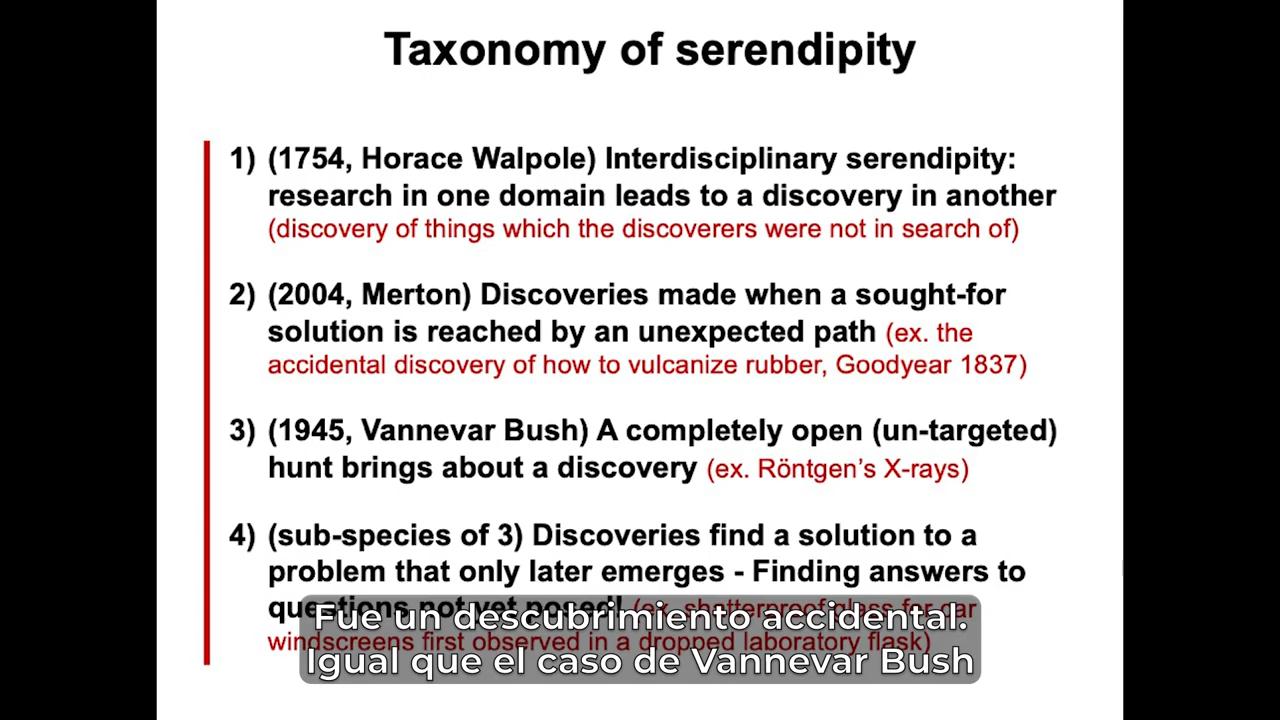 Taxonomy of serendipity
1) (1754, Horace Walpole) Interdisciplinary serendipity:
research in one domain leads to a discovery in another
(discovery of things which the discoverers were not in search of)
2) (2004, Merton) Discoveries made when a sought-for
solution is reached by an unexpected path (ex. the
accidental discovery of how to vulcanize rubber, Goodyear 1837)
3) (1945, Vannevar Bush) A completely open (un-targeted)
hunt brings about a discovery (ex. Röntgen's X-rays)
4) (sub-species of 3) Discoveries find a solution to a
problem that only later emerges - Finding answers to
questions not yet posed! (ex. shatterproof glass for car
windscreens first observed in a dropped laboratory flask)
Fue un descubrimiento accidental.
Igual que el caso de Vannevar Bush